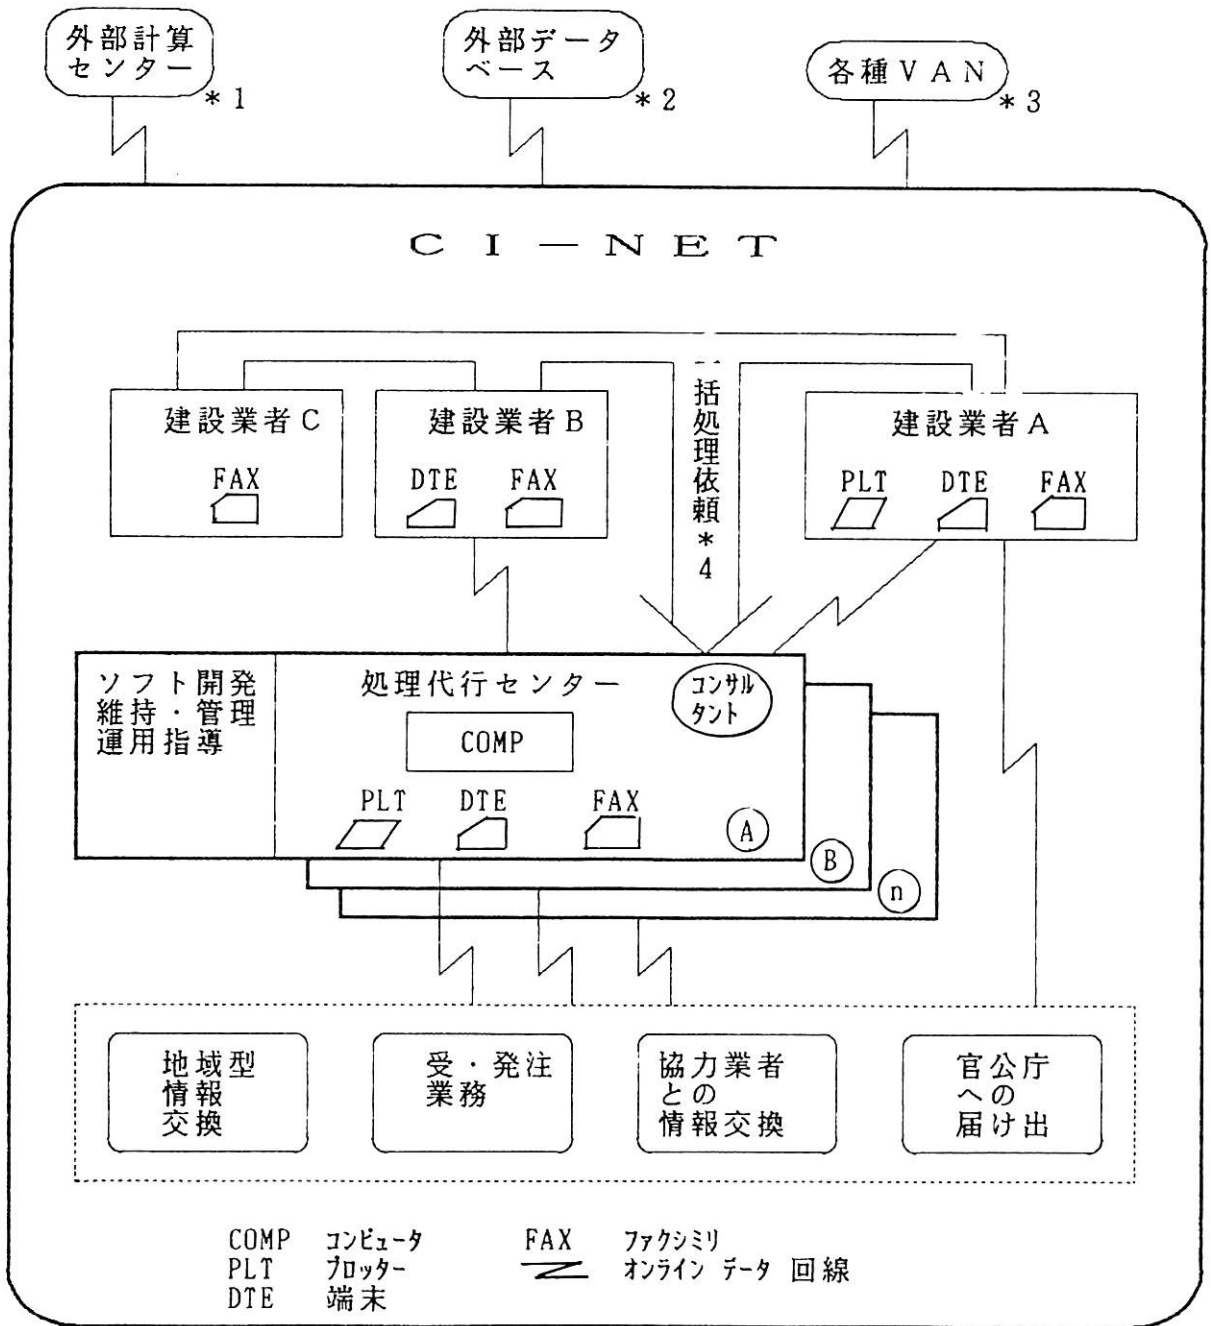 外部計算
センター
*1
外部データ
ベース
*2
各種VAN
*3
CI-NET
建設業者C
FAX
建設業者B
DTE FAX
一括処理依頼*4
建設業者A
PLT DTE FAX
ソフト開発
維持・管理
運用指導
処理代行センター
コンサル
タント
COMP
PLT DTE FAX
A
B
n
地域型
情報
交換
受・発注
業務
協力業者
との
情報交換
官公庁
への
届け出
COMP コンピュータ
PLT プロッター
DTE 端末
FAX ファクシミリ
オンライン データ 回線